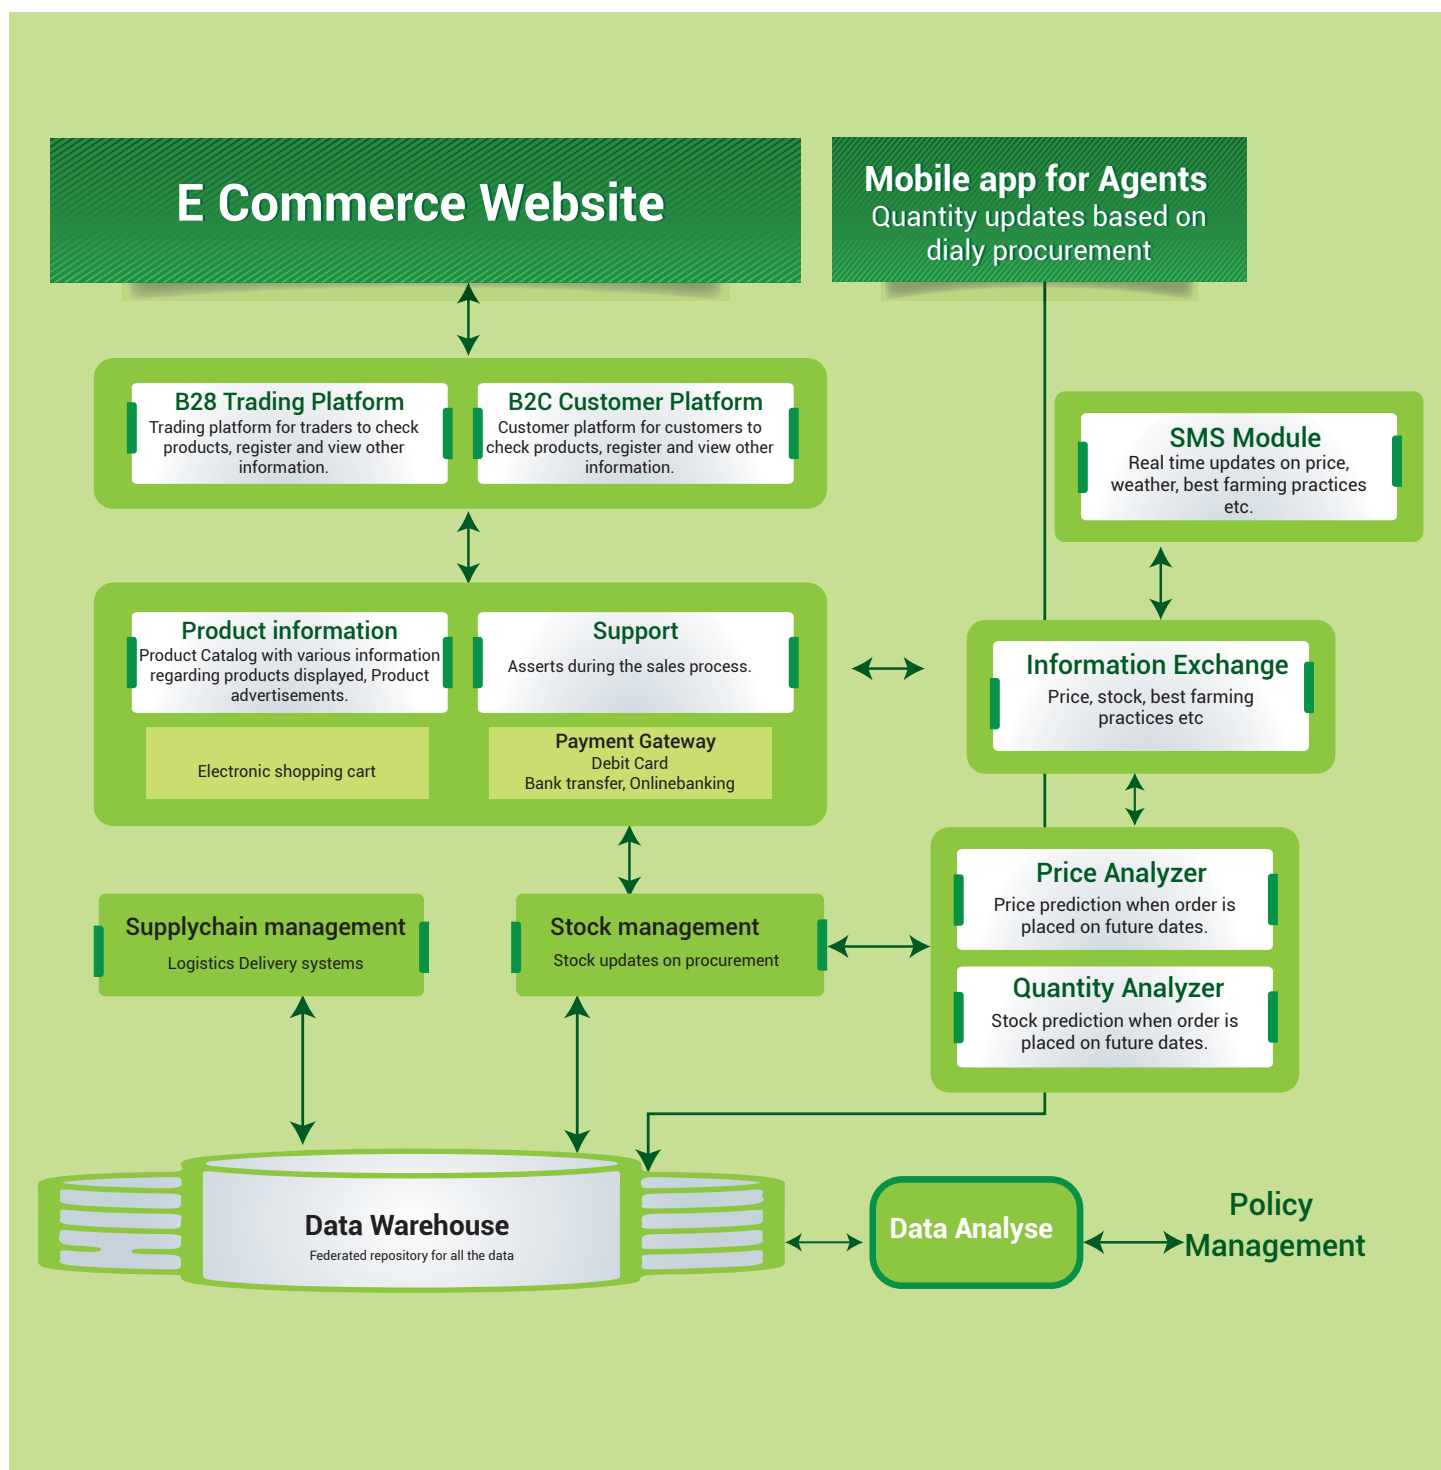 E Commerce Website
Mobile app for Agents
Quantity updates based on
dialy procurement
B28 Trading Platform
Trading platform for traders to check
products, register and view other
information.
B2C Customer Platform
Customer platform for customers to
check products, register and view other
information.
SMS Module
Real time updates on price,
weather, best farming practices
etc.
Product information
Product Catalog with various information
regarding products displayed, Product
advertisements.
Support
Asserts during the sales process.
Information Exchange
Price, stock, best farming
practices etc
Electronic shopping cart
Payment Gateway
Debit Card
Bank transfer, Onlinebanking
Price Analyzer
Price prediction when order is
placed on future dates.
Supplychain management
Logistics Delivery systems
Stock management
Stock updates on procurement
Quantity Analyzer
Stock prediction when order is
placed on future dates.
Data Warehouse
Federated repository for all the data
Data Analyse
Policy
Management